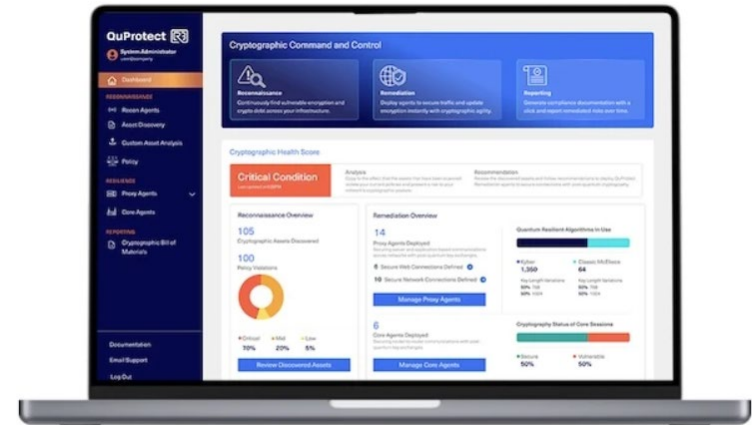 QuProtect R3
System Administrator
Dashboard
RECONNAISSANCE
Recon Agents
Asset Discovery
Custom Asset Analysis
Policy
RESILIENCE
Proxy Agents
Core Agents
REPORTING
Cryptographic Bill of
Materials
Documentation
Email Support
Log Out
Cryptographic Command and Control
Reconnaissance
Continuously find vulnerable encryption and
crypto debt across your infrastructure.
Remediation
Deploy agents to secure traffic and update
encryption instantly with cryptographic agility.
Reporting
Generate compliance documentation with a
click and report remediated risks over time.
Cryptographic Health Score
Critical Condition
Analysis
Recommendation
Reconnaissance Overview
105
Cryptographic Assets Discovered
100
Policy Violations
Critical
Mid
Low
70%
5%
Review Discovered Assets
Remediation Overview
14
Proxy Agents Deployed
Secure Web Connections Defined
10 Secure Network Connections Defined
Manage Proxy Agents
6
Core Agents Deployed
Manage Core Agents
Quantum Resilient Algorithms In Use
Kyber
1,350
Classic McEliece
64
Key Length Variations
Key Length Variations
Cryptography Status of Core Sessions
Secure
50%
Vulnerable
50%